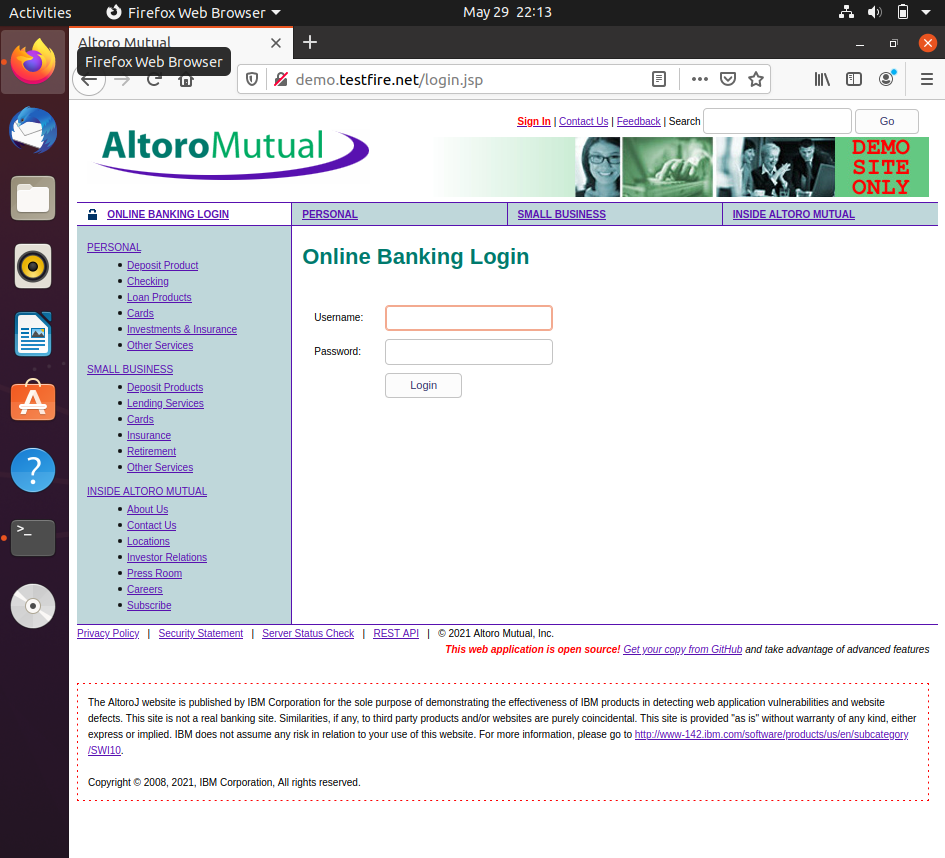 Activities Firefox Web Browser May 29 22:13
Altoro Mutual
Firefox Web Browser
demo.testfire.net/login.jsp
Sign In | Contact Us | Feedback | Search Go
AltoroMutual
DEMO
SITE
ONLY
ONLINE BANKING LOGIN PERSONAL SMALL BUSINESS INSIDE ALTORO MUTUAL
PERSONAL
Deposit Product
Checking
Loan Products
Cards
Investments & Insurance
Other Services
SMALL BUSINESS
Deposit Products
Lending Services
Cards
Insurance
Retirement
Other Services
INSIDE ALTORO MUTUAL
About Us
Contact Us
Locations
Investor Relations
Press Room
Careers
Subscribe
Online Banking Login
Username:
Password:
Login
Privacy Policy | Security Statement | Server Status Check | REST API | © 2021 Altoro Mutual, Inc.
This web application is open source! Get your copy from GitHub and take advantage of advanced features
The AltoroJ website is published by IBM Corporation for the sole purpose of demonstrating the effectiveness of IBM products in detecting web application vulnerabilities and website
defects. This site is not a real banking site. Similarities, if any, to third party products and/or websites are purely coincidental. This site is provided "as is" without warranty of any kind, either
express or implied. IBM does not assume any risk in relation to your use of this website. For more information, please go to http://www-142.ibm.com/software/products/us/en/subcategory
/SWI10.
Copyright © 2008, 2021, IBM Corporation, All rights reserved.